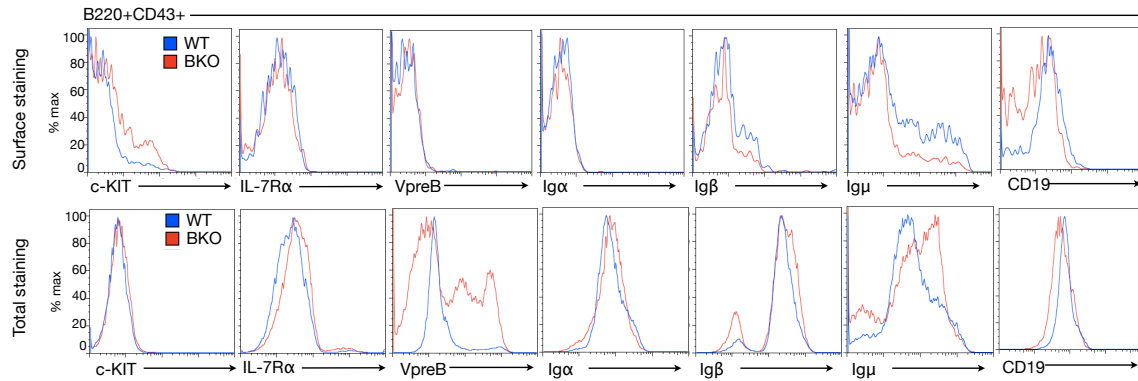 B220+CD43+
Surface staining
% max
100
80
60
40
20
0
WT
BKO
c-KIT
IL-7Rα
VpreB
Igα
Igβ
Igμ
CD19
Total staining
% max
100
80
60
40
20
0
WT
BKO
c-KIT
IL-7Rα
VpreB
Igα
Igβ
Igμ
CD19